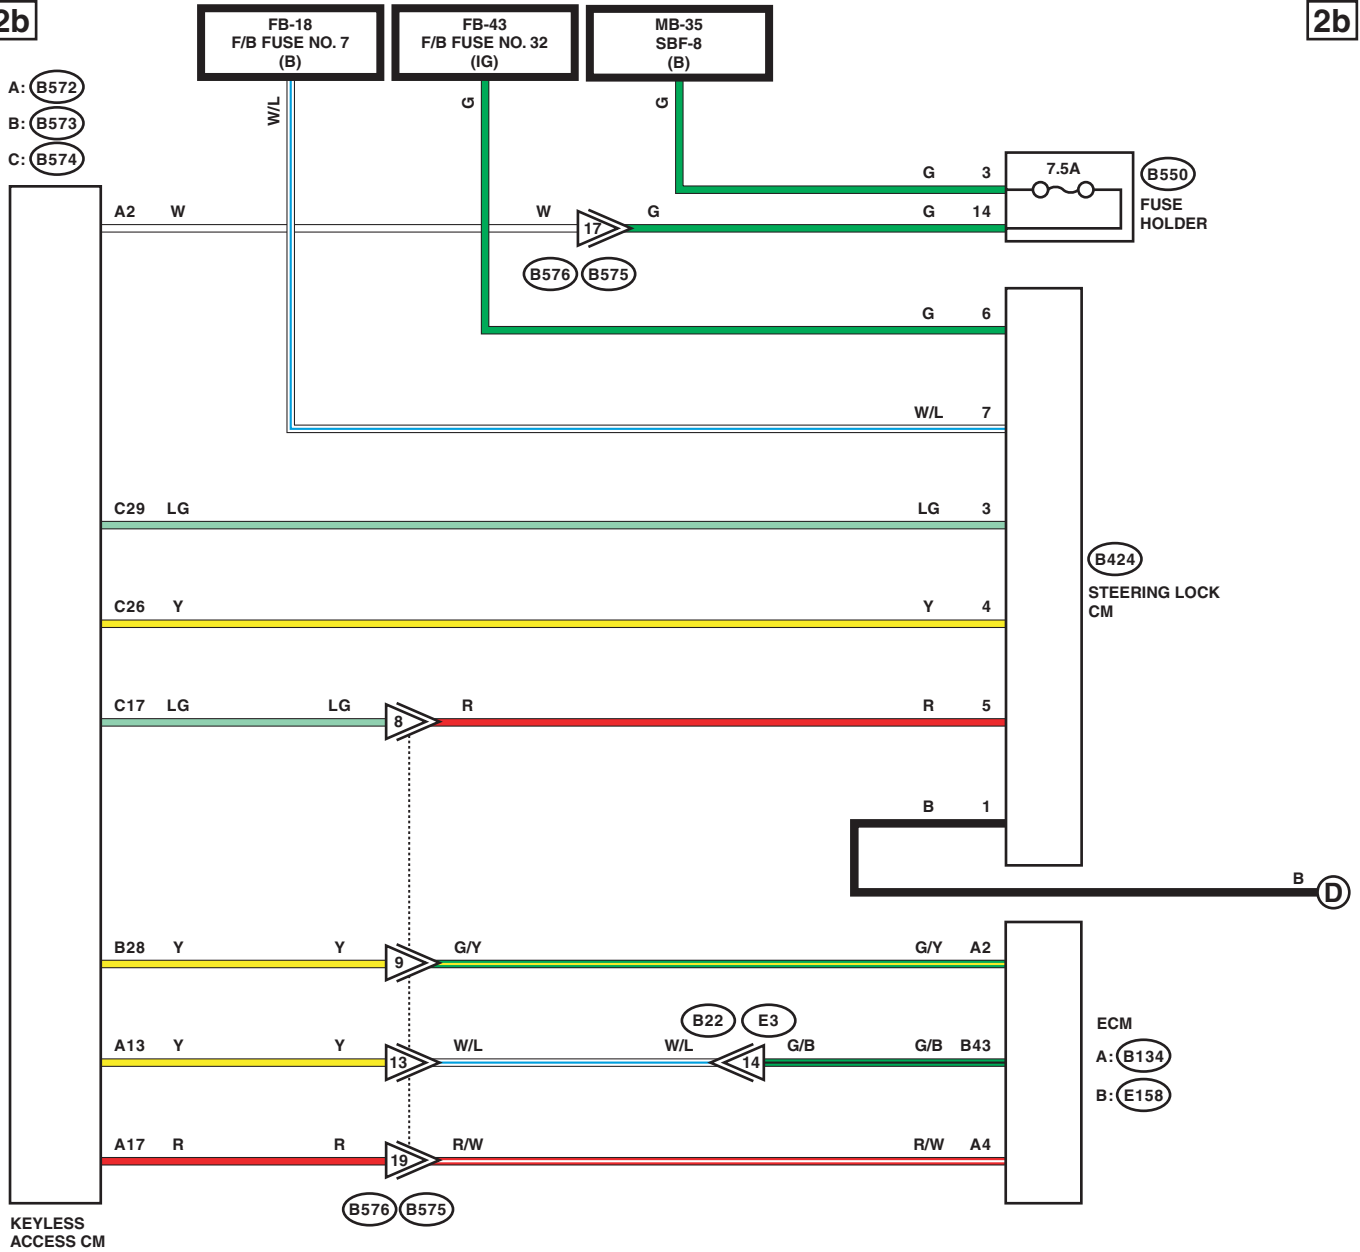 2b
2b
FB-18
F/B FUSE NO. 7
(B)
FB-43
F/B FUSE NO. 32
(IG)
MB-35
SBF-8
(B)
A: B572
B: B573
C: B574
W/L
G
G
G 3
7.5A
B550
FUSE
HOLDER
A2 W
W
17
G
G 14
B576 B575
G 6
W/L 7
C29 LG
LG 3
C26 Y
Y 4
B424
STEERING LOCK
CM
C17 LG
LG
8
R
R 5
B 1
B
D
B28 Y
Y
9
G/Y
G/Y A2
B22 E3
A13 Y
Y
13
W/L
W/L
14
G/B
G/B B43
ECM
A: B134
B: E158
A17 R
R
19
R/W
R/W A4
B576 B575
KEYLESS
ACCESS CM